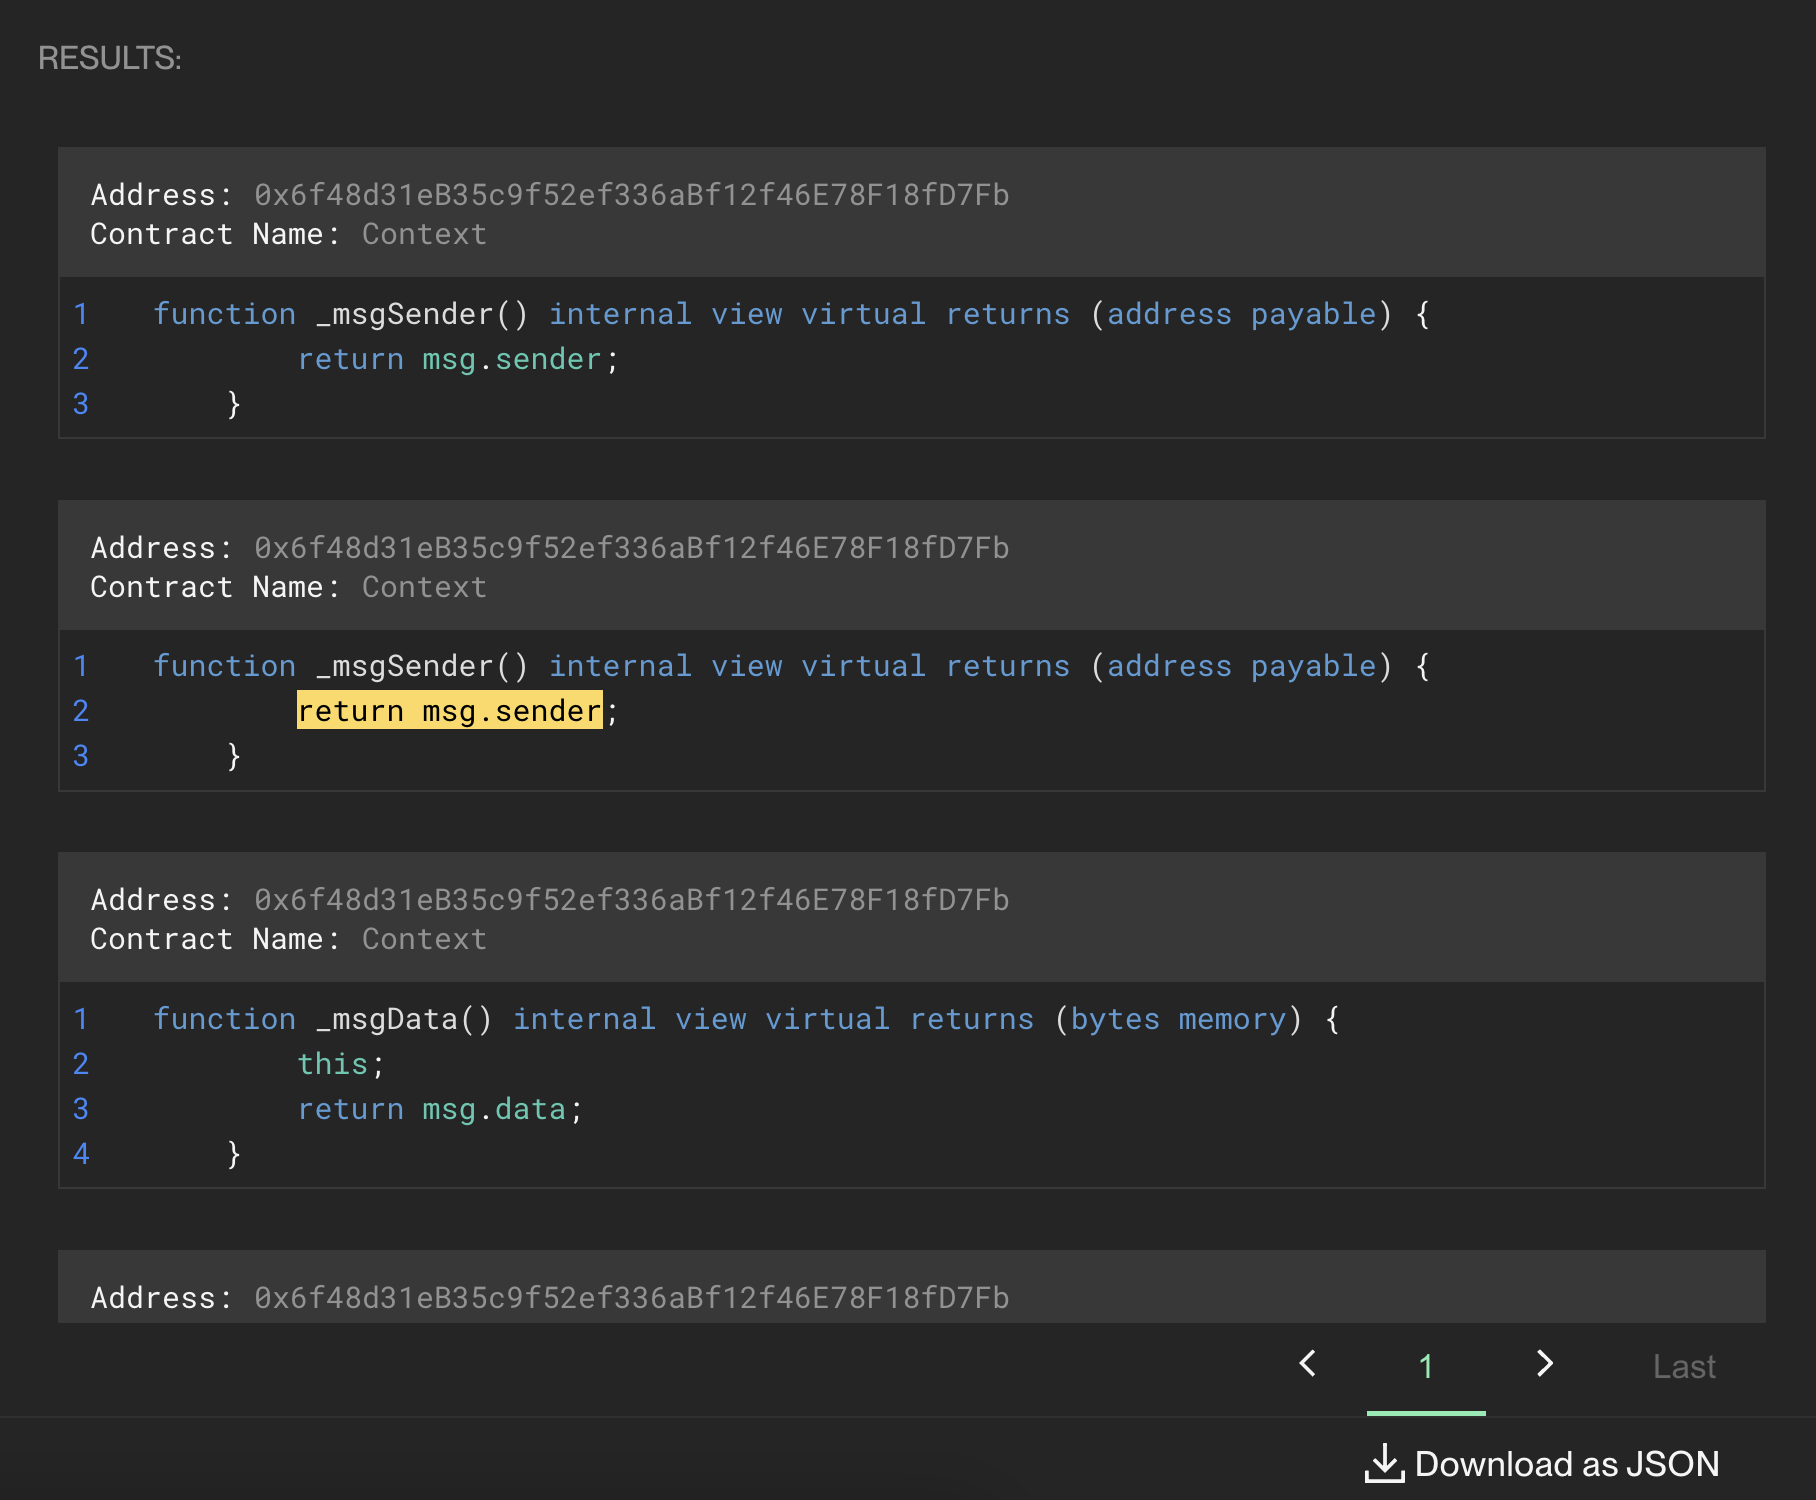 RESULTS:
Address: 0x6f48d31eB35c9f52ef336aBf12f46E78F18fD7Fb
Contract Name: Context
1 function _msgSender() internal view virtual returns (address payable) {
2 return msg.sender;
3 }
Address: 0x6f48d31eB35c9f52ef336aBf12f46E78F18fD7Fb
Contract Name: Context
1 function _msgSender() internal view virtual returns (address payable) {
2 return msg.sender;
3 }
Address: 0x6f48d31eB35c9f52ef336aBf12f46E78F18fD7Fb
Contract Name: Context
1 function _msgData() internal view virtual returns (bytes memory) {
2 this;
3 return msg.data;
4 }
Address: 0x6f48d31eB35c9f52ef336aBf12f46E78F18fD7Fb
1 Last
Download as JSON